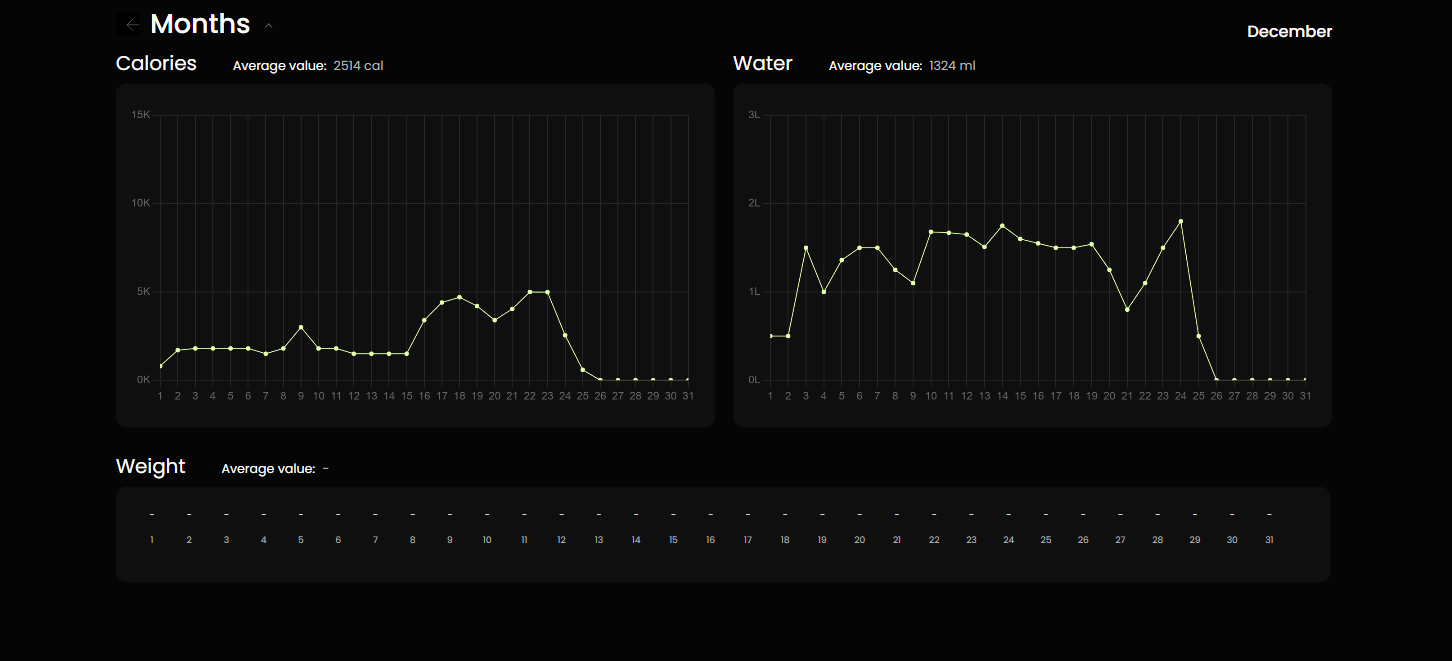 Months
December
Calories Average value: 2514 cal
Water Average value: 1324 ml
15K
10K
5K
0K
1 2 3 4 5 6 7 8 9 10 11 12 13 14 15 16 17 18 19 20 21 22 23 24 25 26 27 28 29 30 31
3L
2L
1L
0L
1 2 3 4 5 6 7 8 9 10 11 12 13 14 15 16 17 18 19 20 21 22 23 24 25 26 27 28 29 30 31
Weight Average value: -
- - - - - - - - - - - - - - - - - - - - - - - - - - - - - - -
1 2 3 4 5 6 7 8 9 10 11 12 13 14 15 16 17 18 19 20 21 22 23 24 25 26 27 28 29 30 31